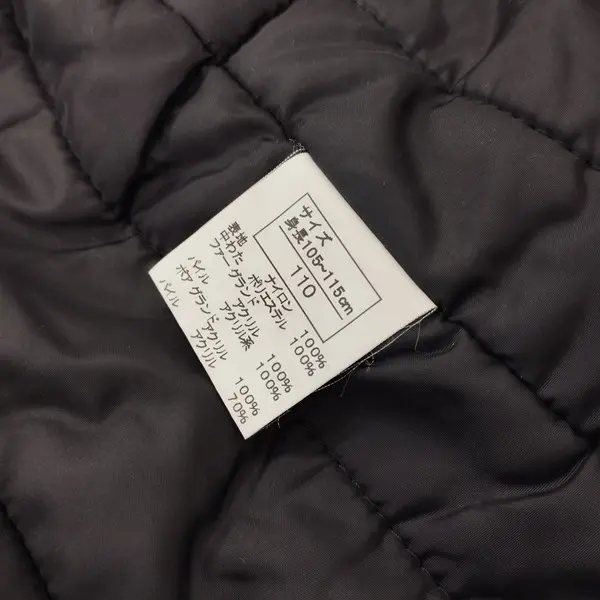 サイズ
身長105~115cm
110
表地 ナイロン 100%
中わた ポリエステル 100%
ファー グランド アクリル 100%
パイル アクリル系 100%
ボア グランド アクリル 100%
パイル アクリル 70%